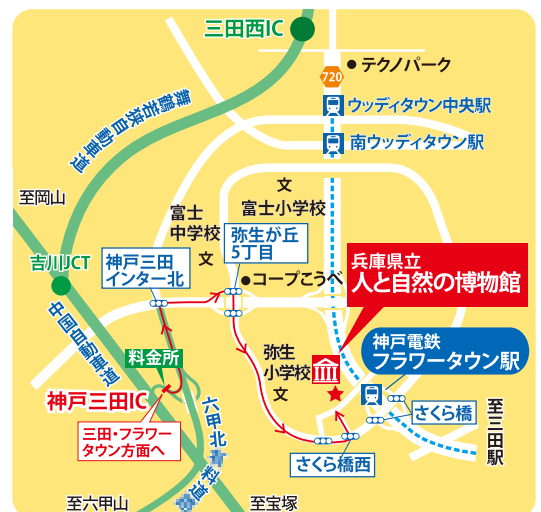 三田西IC
テクノパーク
720
ウッディタウン中央駅
南ウッディタウン駅
舞鶴若狭自動車道
至岡山
文
富士小学校
富士
中学校
文
弥生が丘
5丁目
吉川JCT
神戸三田
インター北
コープこうべ
兵庫県立
人と自然の博物館
中国自動車道
料金所
弥生
小学校
文
神戸電鉄
フラワータウン駅
神戸三田IC
三田・フラワー
タウン方面へ
六甲北
料道
さくら橋
さくら橋西
至三田駅
至六甲山
至宝塚